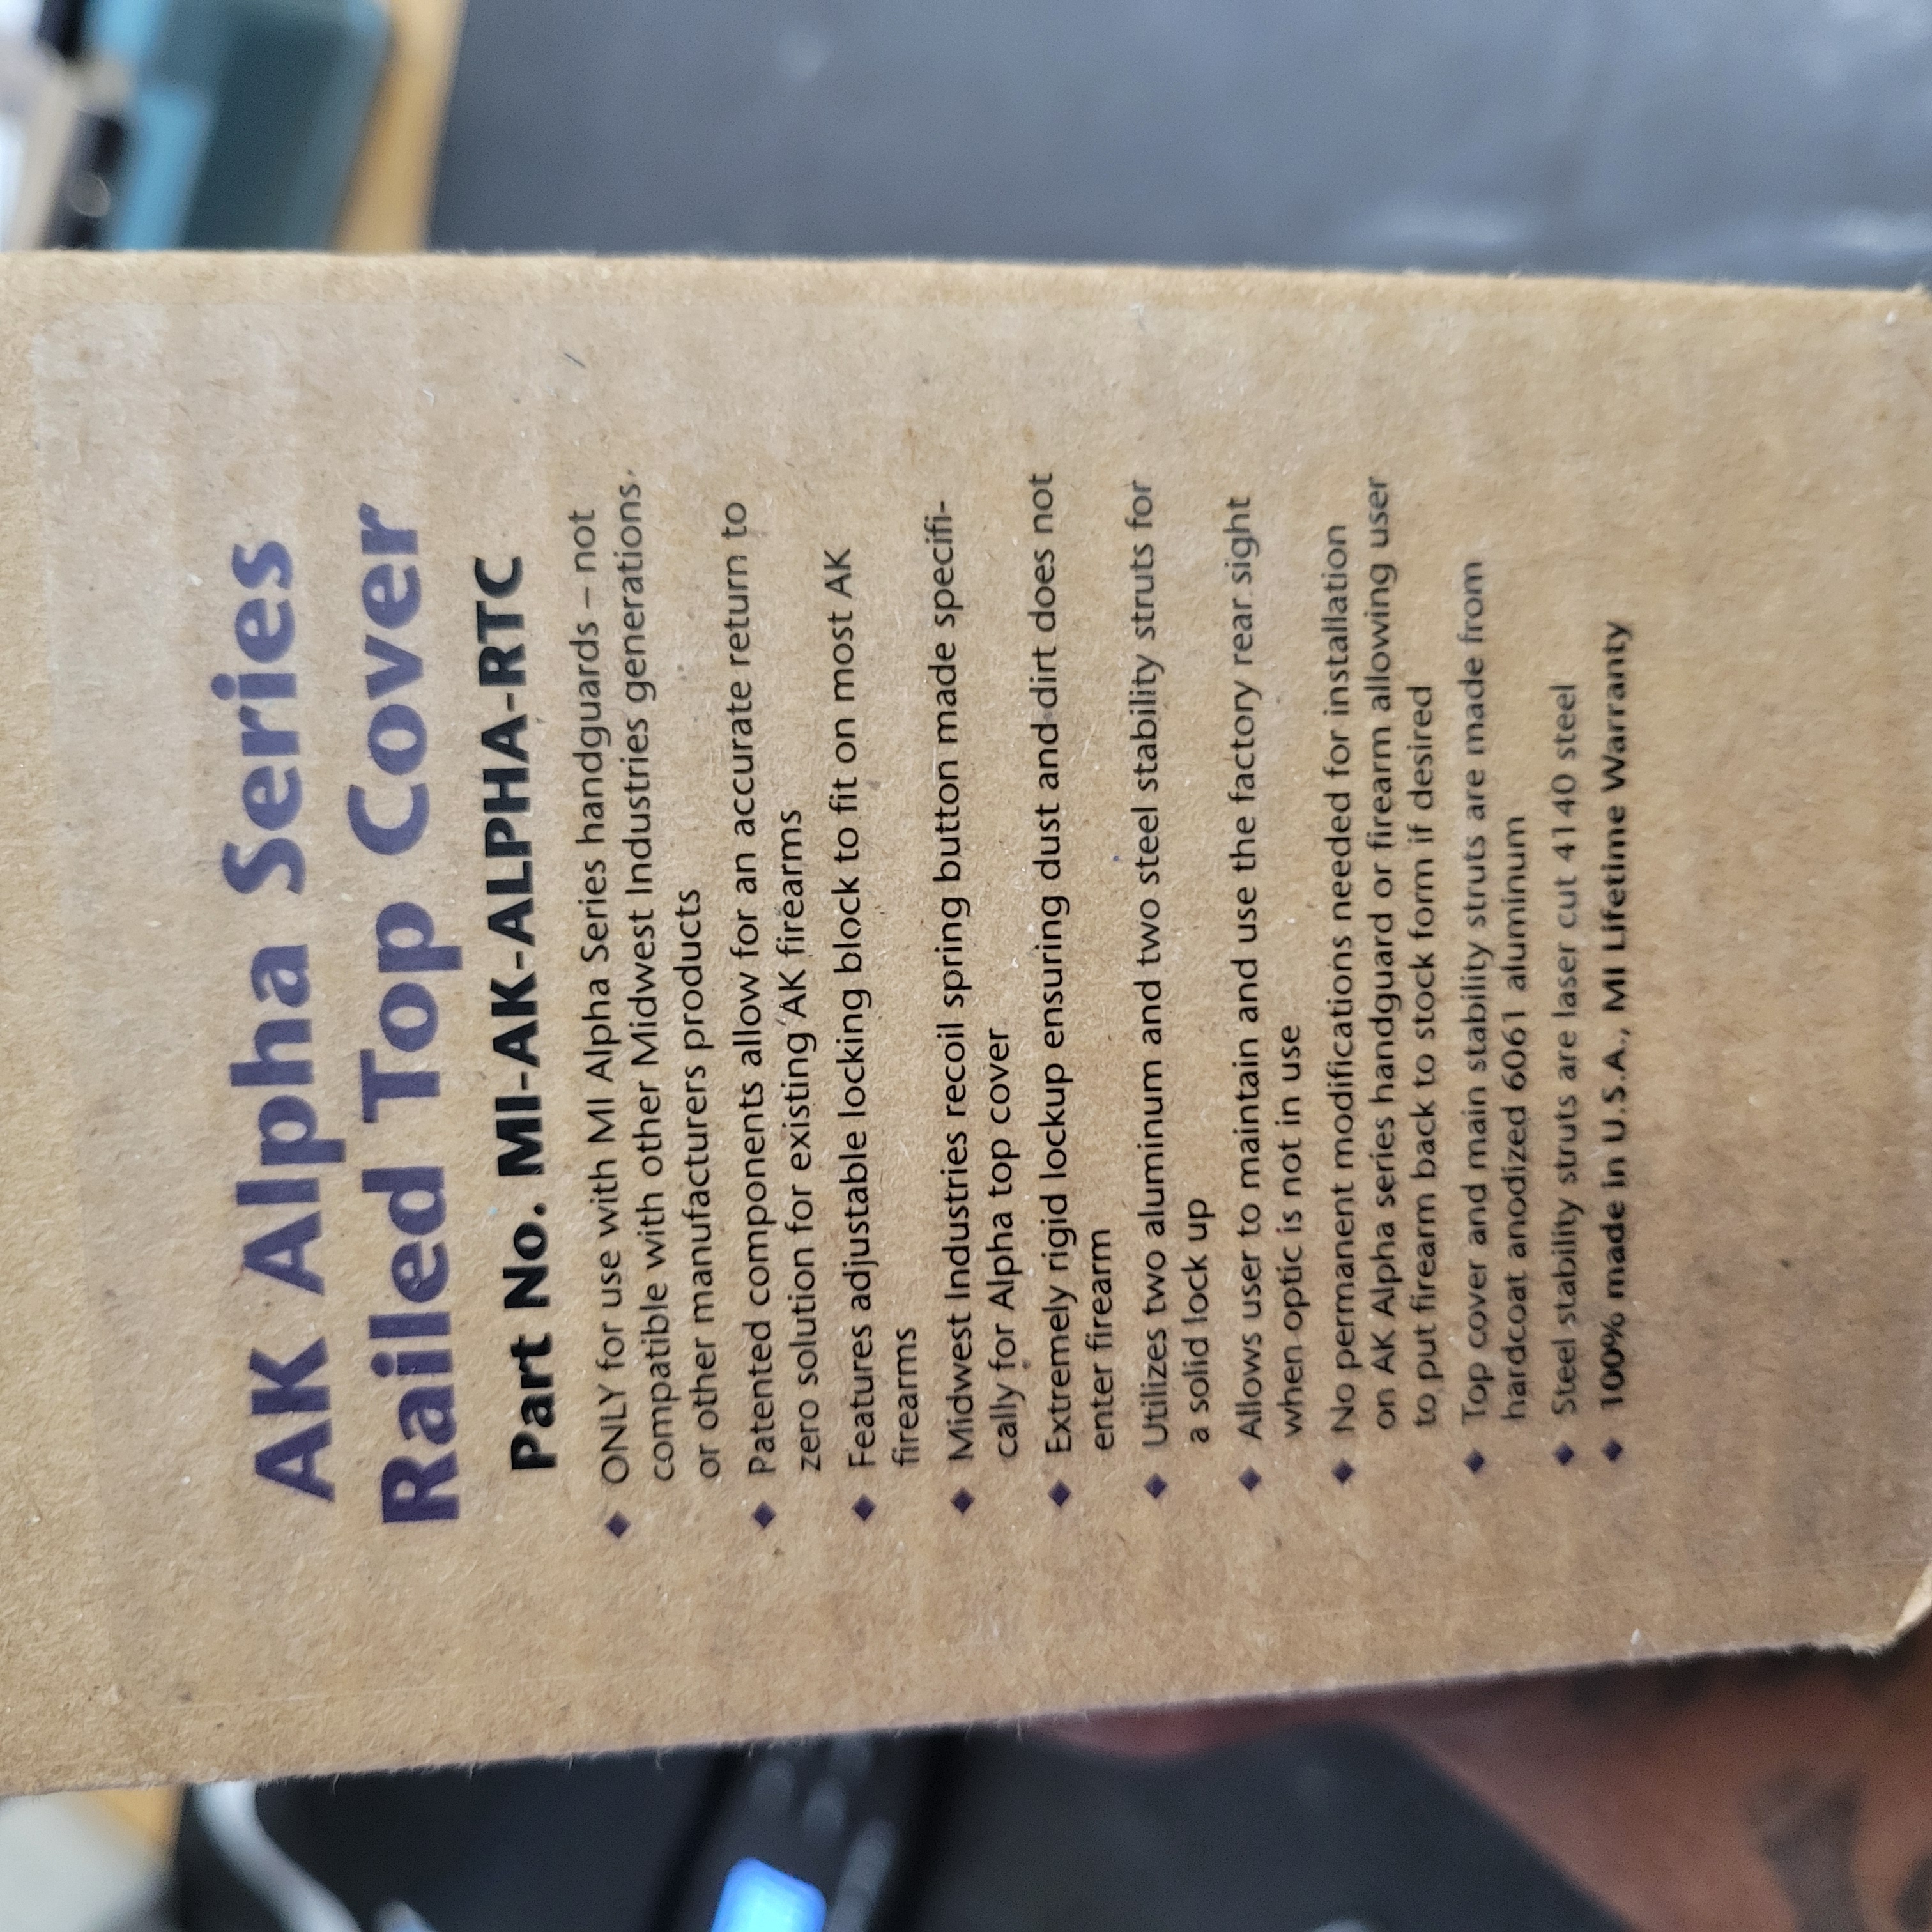 AK Alpha Series
Railed Top Cover
Part No. MI-AK-ALPHA-RTC
◆ ONLY for use with MI Alpha Series handguards – not
compatible with other Midwest Industries generations.
or other manufacturers products
◆ Patented components allow for an accurate return to
zero solution for existing AK firearms
◆ Features adjustable locking block to fit on most AK
firearms
◆ Midwest Industries recoil spring button made specifi-
cally for Alpha top cover
◆ Extremely rigid lockup ensuring dust and dirt does not
enter firearm
◆ Utilizes two aluminum and two steel stability struts for
a solid lock up
◆ Allows user to maintain and use the factory rear sight
when optic is not in use
◆ No permanent modifications needed for installation
on AK Alpha series handguard or firearm allowing user
to put firearm back to stock form if desired
◆ Top cover and main stability struts are made from
hardcoat anodized 6061 aluminum
◆ Steel stability struts are laser cut 4140 steel
◆ 100% made in U.S.A., MI Lifetime Warranty